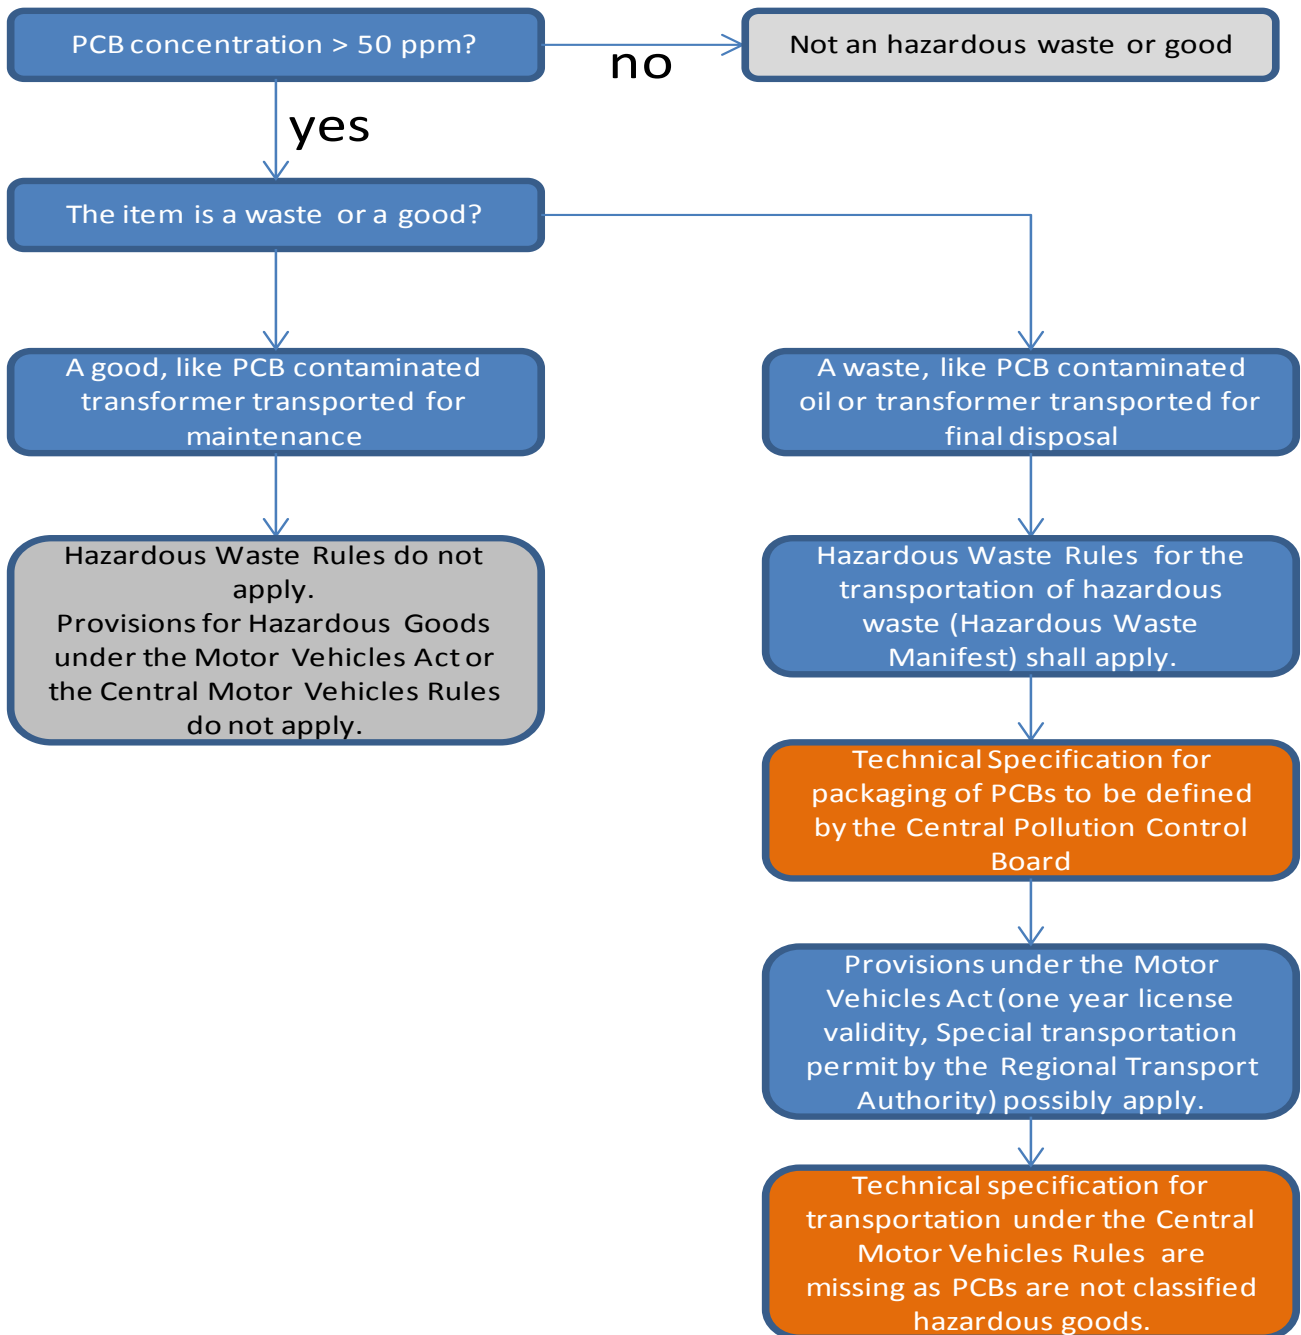 PCB concentration > 50 ppm?
no
Not an hazardous waste or good
yes
The item is a waste or a good?
A good, like PCB contaminated
transformer transported for
maintenance
A waste, like PCB contaminated
oil or transformer transported for
final disposal
Hazardous Waste Rules do not
apply.
Provisions for Hazardous Goods
under the Motor Vehicles Act or
the Central Motor Vehicles Rules
do not apply.
Hazardous Waste Rules for the
transportation of hazardous
waste (Hazardous Waste
Manifest) shall apply.
Technical Specification for
packaging of PCBs to be defined
by the Central Pollution Control
Board
Provisions under the Motor
Vehicles Act (one year license
validity, Special transportation
permit by the Regional Transport
Authority) possibly apply.
Technical specification for
transportation under the Central
Motor Vehicles Rules are
missing as PCBs are not classified
hazardous goods.